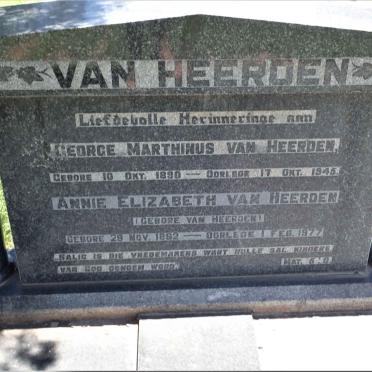 VAN HEERDEN
Liefdevolle Herinneringe aan
GEORGE MARTHINUS VAN HEERDEN.
GEBORE 10 OKT. 1890 — OORLEDE 17 OKT. 1945.
ANNIE ELIZABETH VAN HEERDEN
(GEBORE VAN HEERDEN)
GEBORE 29 NOV. 1892 — OORLEDE 1 FEB. 1977.
SALIG IS DIE VREDEMAKERS WANT HULLE SAL KINDERS
VAN GOD GENOEM WORD. MAT.